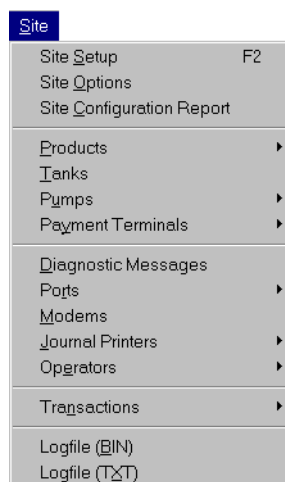 Site
Site Setup F2
Site Options
Site Configuration Report
Products
Tanks
Pumps
Payment Terminals
Diagnostic Messages
Ports
Modems
Journal Printers
Operators
Transactions
Logfile (BIN)
Logfile (TXT)